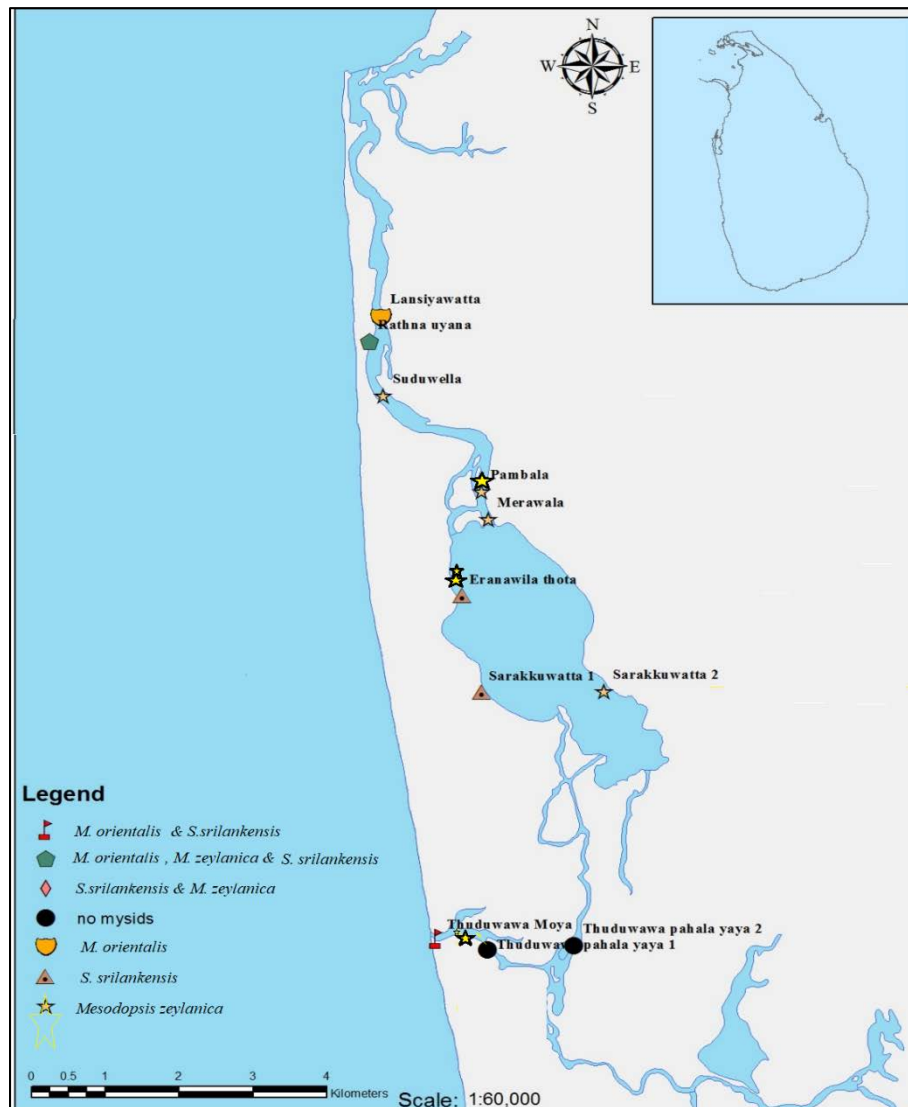 N
W E
S
Lansiyawatta
Rathna uyana
Suduwella
Pambala
Merawala
Eranawila thota
Sarakkuwatta 1
Sarakkuwatta 2
Thuduwawa Moya
Thuduwawa pahala yaya 2
Thuduwawa pahala yaya 1
Legend
M. orientalis & S.srilankensis
M. orientalis , M. zeylanica & S. srilankensis
S.srilankensis & M. zeylanica
no mysids
M. orientalis
S. srilankensis
Mesodopsis zeylanica
0 0.5 1 2 3 4
Kilometers
Scale: 1:60,000